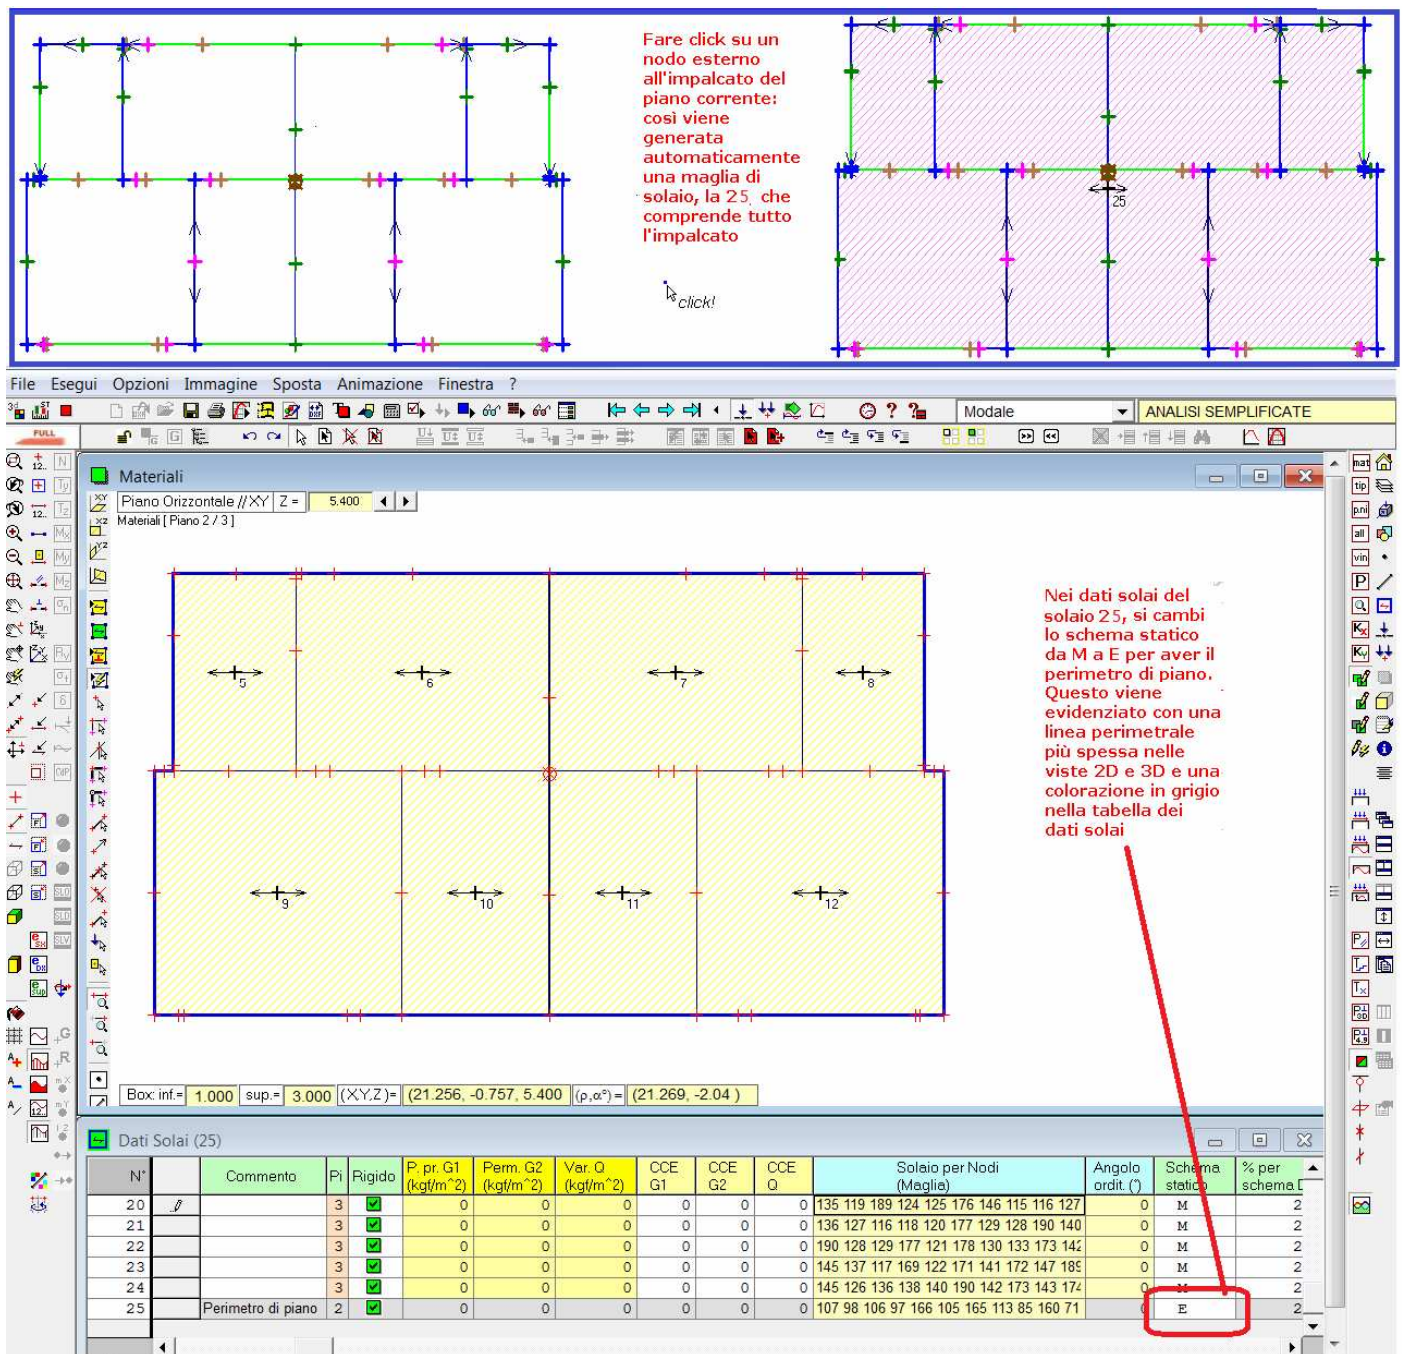 Fare click su un
nodo esterno
all'impalcato del
piano corrente:
così viene
generata
automaticamente
una maglia di
solaio, la 25, che
comprende tutto
l'impalcato
click!
25
File Esegui Opzioni Immagine Sposta Animazione Finestra ?
Modale
ANALISI SEMPLIFICATE
FULL
Materiali
Piano Orizzontale //XY Z = 5.400
Materiali [ Piano 2 / 3 ]
5
6
7
8
9
10
11
12
Nei dati solai del
solaio 25, si cambi
lo schema statico
da M a E per aver il
perimetro di piano.
Questo viene
evidenziato con una
linea perimetrale
più spessa nelle
viste 2D e 3D e una
colorazione in grigio
nella tabella dei
dati solai
Box: inf.= 1.000 sup.= 3.000 (X,Y,Z)= (21.256, -0.757, 5.400 (ρ,α°) = (21.269, -2.04 )
Dati Solai (25)
N° Commento Pi Rigido P. pr. G1 (kgf/m^2) Perm. G2 (kgf/m^2) Var. Q (kgf/m^2) CCE G1 CCE G2 CCE Q Solaio per Nodi (Maglia) Angolo ordit. (°) Schema statico % per schema
20 3 0 0 0 0 0 0 135 119 189 124 125 176 146 115 116 127 0 M 2
21 3 0 0 0 0 0 0 136 127 116 118 120 177 129 128 190 140 0 M 2
22 3 0 0 0 0 0 0 190 128 129 177 121 178 130 133 173 142 0 M 2
23 3 0 0 0 0 0 0 145 137 117 169 122 171 141 172 147 189 0 M 2
24 3 0 0 0 0 0 0 145 126 136 138 140 190 142 173 143 174 0 M 2
25 Perimetro di piano 2 0 0 0 0 0 0 107 98 106 97 166 105 165 113 85 160 71 0 E 2